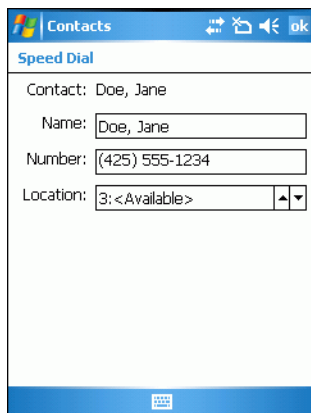 Contacts
ok
Speed Dial
Contact: Doe, Jane
Name: Doe, Jane
Number: (425) 555-1234
Location: 3:<Available>